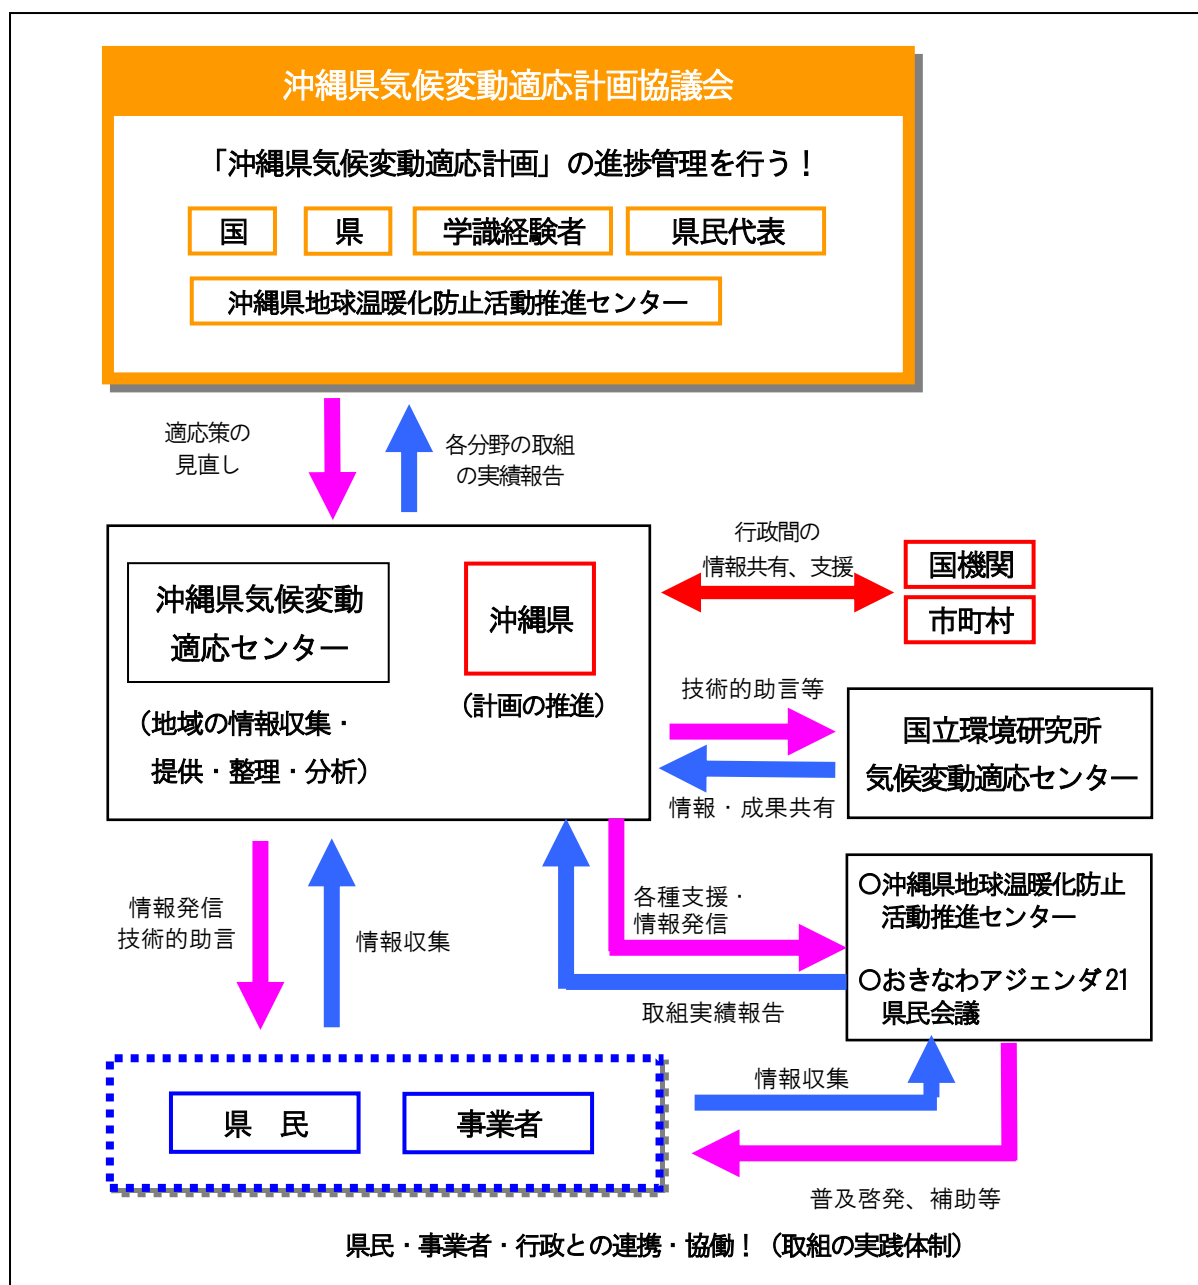 沖縄県気候変動適応計画協議会
「沖縄県気候変動適応計画」の進捗管理を行う！
国
県
学識経験者
県民代表
沖縄県地球温暖化防止活動推進センター
適応策の
見直し
各分野の取組
の実績報告
沖縄県気候変動
適応センター
（地域の情報収集・
提供・整理・分析）
沖縄県
（計画の推進）
行政間の
情報共有、支援
国機関
市町村
技術的助言等
情報・成果共有
国立環境研究所
気候変動適応センター
情報発信
技術的助言
情報収集
各種支援・
情報発信
取組実績報告
○沖縄県地球温暖化防止
活動推進センター
○おきなわアジェンダ21
県民会議
県　民
事業者
情報収集
普及啓発、補助等
県民・事業者・行政との連携・協働！（取組の実践体制）